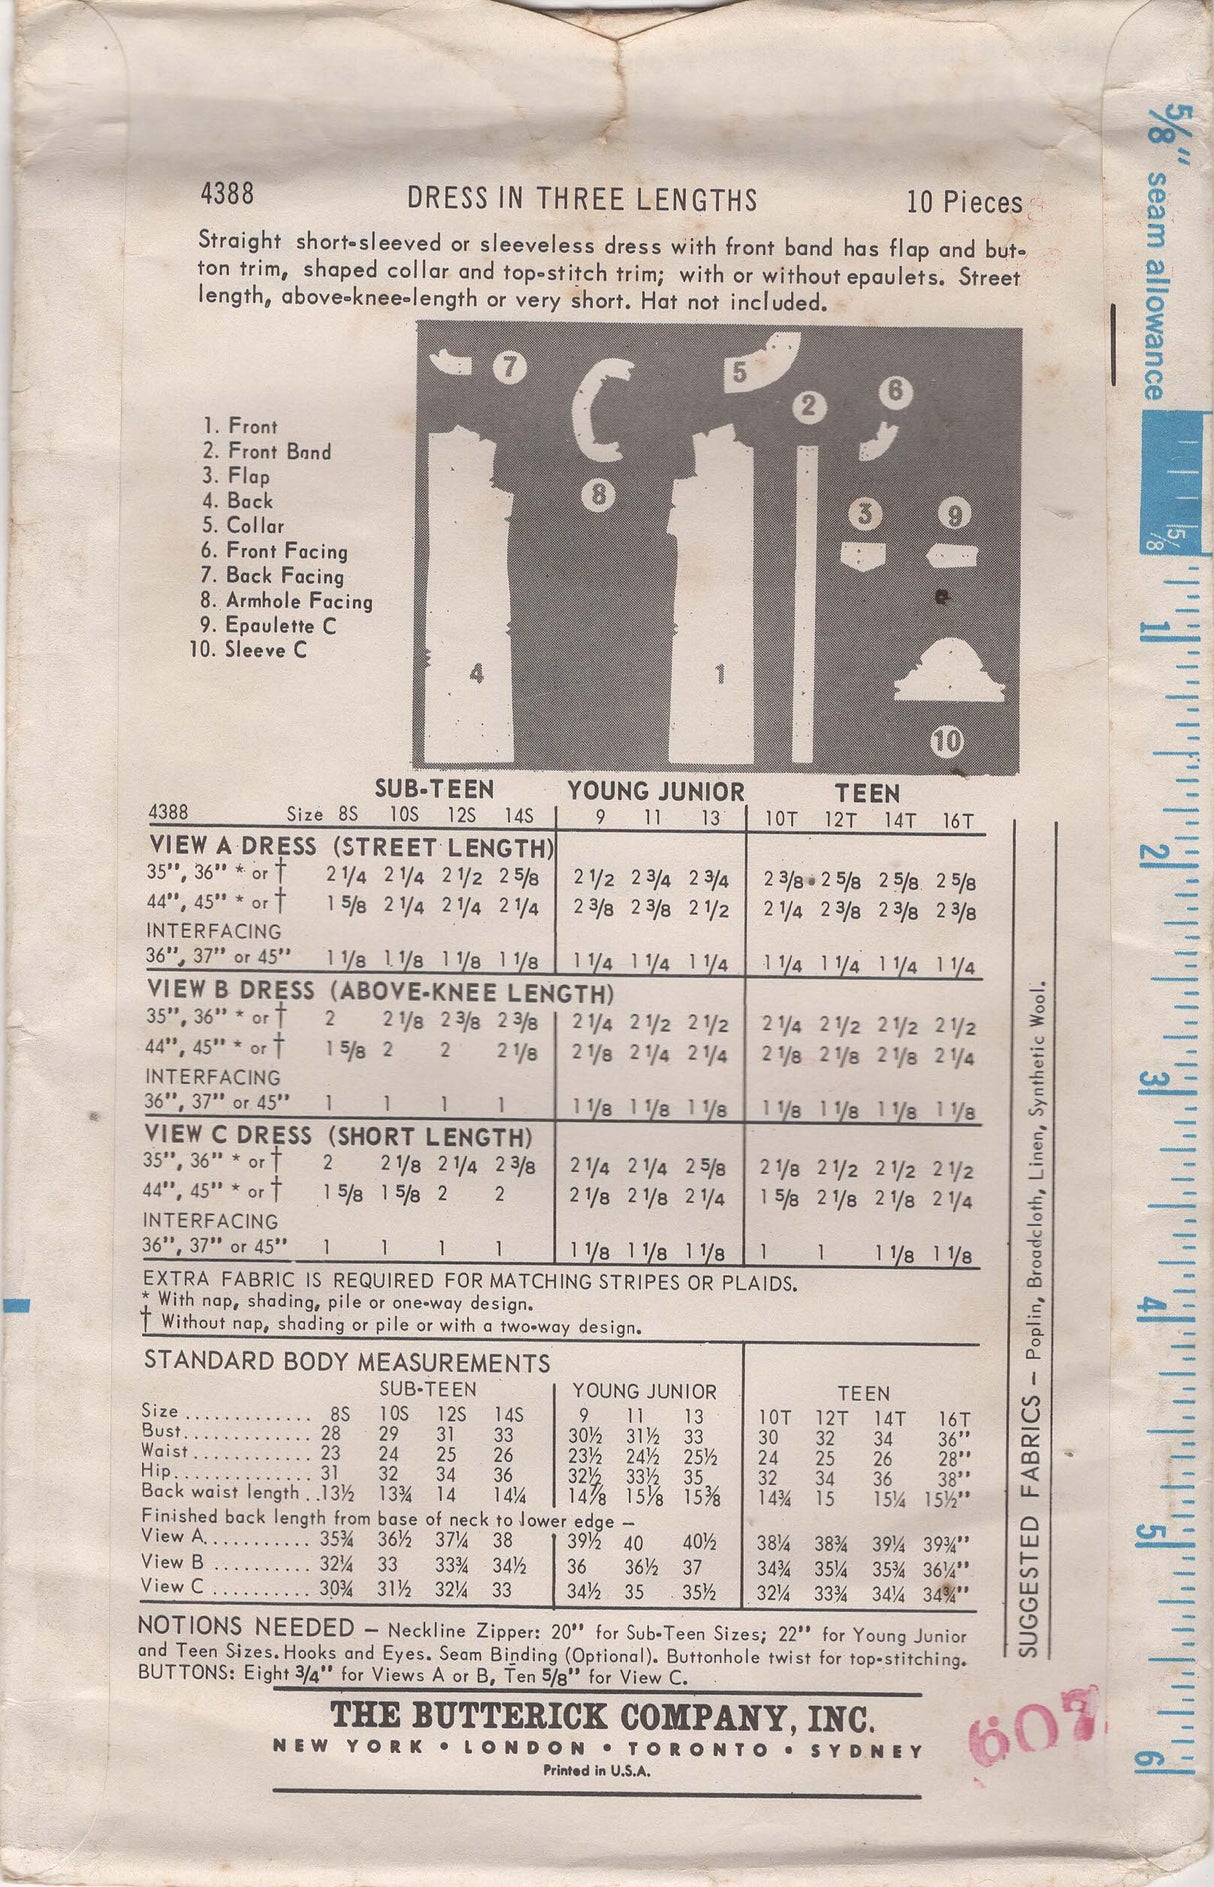 4388 DRESS IN THREE LENGTHS 10 Pieces
Straight short-sleeved or sleeveless dress with front band has flap and but-
ton trim, shaped collar and top-stitch trim; with or without epaulets. Street
length, above-knee-length or very short. Hat not included.
1. Front
2. Front Band
3. Flap
4. Back
5. Collar
6. Front Facing
7. Back Facing
8. Armhole Facing
9. Epaulette C
10. Sleeve C
7 5 6
2
8 3 9
4 1
10
SUB-TEEN YOUNG JUNIOR TEEN
4388 Size 8S 10S 12S 14S 9 11 13 10T 12T 14T 16T
VIEW A DRESS (STREET LENGTH)
35", 36" * or † 2 1/4 2 1/4 2 1/2 2 5/8 2 1/2 2 3/4 2 3/4 2 3/8 2 5/8 2 5/8 2 5/8
44", 45" * or † 1 5/8 2 1/4 2 1/4 2 1/4 2 3/8 2 3/8 2 1/2 2 1/4 2 3/8 2 3/8 2 3/8
INTERFACING
36", 37" or 45" 1 1/8 1 1/8 1 1/8 1 1/8 1 1/4 1 1/4 1 1/4 1 1/4 1 1/4 1 1/4 1 1/4
VIEW B DRESS (ABOVE-KNEE LENGTH)
35", 36" * or † 2 2 1/8 2 3/8 2 3/8 2 1/4 2 1/2 2 1/2 2 1/4 2 1/2 2 1/2 2 1/2
44", 45" * or † 1 5/8 2 2 2 1/8 2 1/8 2 1/4 2 1/4 2 1/8 2 1/8 2 1/8 2 1/4
INTERFACING
36", 37" or 45" 1 1 1 1 1 1/8 1 1/8 1 1/8 1 1/8 1 1/8 1 1/8 1 1/8
VIEW C DRESS (SHORT LENGTH)
35", 36" * or † 2 2 1/8 2 1/4 2 3/8 2 1/4 2 1/4 2 5/8 2 1/8 2 1/2 2 1/2 2 1/2
44", 45" * or † 1 5/8 1 5/8 2 2 2 1/8 2 1/8 2 1/4 1 5/8 2 1/8 2 1/8 2 1/4
INTERFACING
36", 37" or 45" 1 1 1 1 1 1/8 1 1/8 1 1/8 1 1 1 1/8 1 1/8
EXTRA FABRIC IS REQUIRED FOR MATCHING STRIPES OR PLAIDS.
* With nap, shading, pile or one-way design.
† Without nap, shading or pile or with a two-way design.
STANDARD BODY MEASUREMENTS
SUB-TEEN YOUNG JUNIOR TEEN
Size ............. 8S 10S 12S 14S 9 11 13 10T 12T 14T 16T
Bust............. 28 29 31 33 30½ 31½ 33 30 32 34 36"
Waist ............ 23 24 25 26 23½ 24½ 25½ 24 25 26 28"
Hip.............. 31 32 34 36 32½ 33½ 35 32 34 36 38"
Back waist length ..13½ 13¾ 14 14¼ 14⅞ 15⅛ 15⅜ 14¾ 15 15¼ 15½"
Finished back length from base of neck to lower edge –
View A........... 35¾ 36½ 37¼ 38 39½ 40 40½ 38¼ 38¾ 39¼ 39¾"
View B .......... 32¼ 33 33¾ 34½ 36 36½ 37 34¾ 35¼ 35¾ 36¼"
View C .......... 30¾ 31½ 32¼ 33 34½ 35 35½ 32¼ 33¾ 34¼ 34¾"
NOTIONS NEEDED – Neckline Zipper: 20" for Sub-Teen Sizes; 22" for Young Junior
and Teen Sizes. Hooks and Eyes. Seam Binding (Optional). Buttonhole twist for top-stitching.
BUTTONS: Eight 3/4" for Views A or B, Ten 5/8" for View C.
THE BUTTERICK COMPANY, INC.
NEW YORK • LONDON • TORONTO • SYDNEY
Printed in U.S.A.
SUGGESTED FABRICS – Poplin, Broadcloth, Linen, Synthetic Wool.
607
5/8" seam allowance
5/8
1
2
3
4
5
6